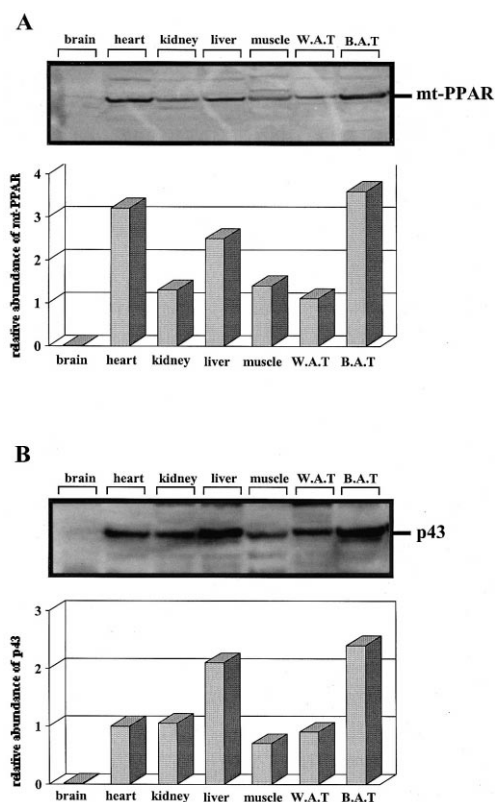 A
brain heart kidney liver muscle W.A.T B.A.T
mt-PPAR
relative abundance of mt-PPAR
4
3
2
1
0
brain heart kidney liver muscle W.A.T B.A.T
B
brain heart kidney liver muscle W.A.T B.A.T
p43
relative abundance of p43
3
2
1
0
brain heart kidney liver muscle W.A.T B.A.T